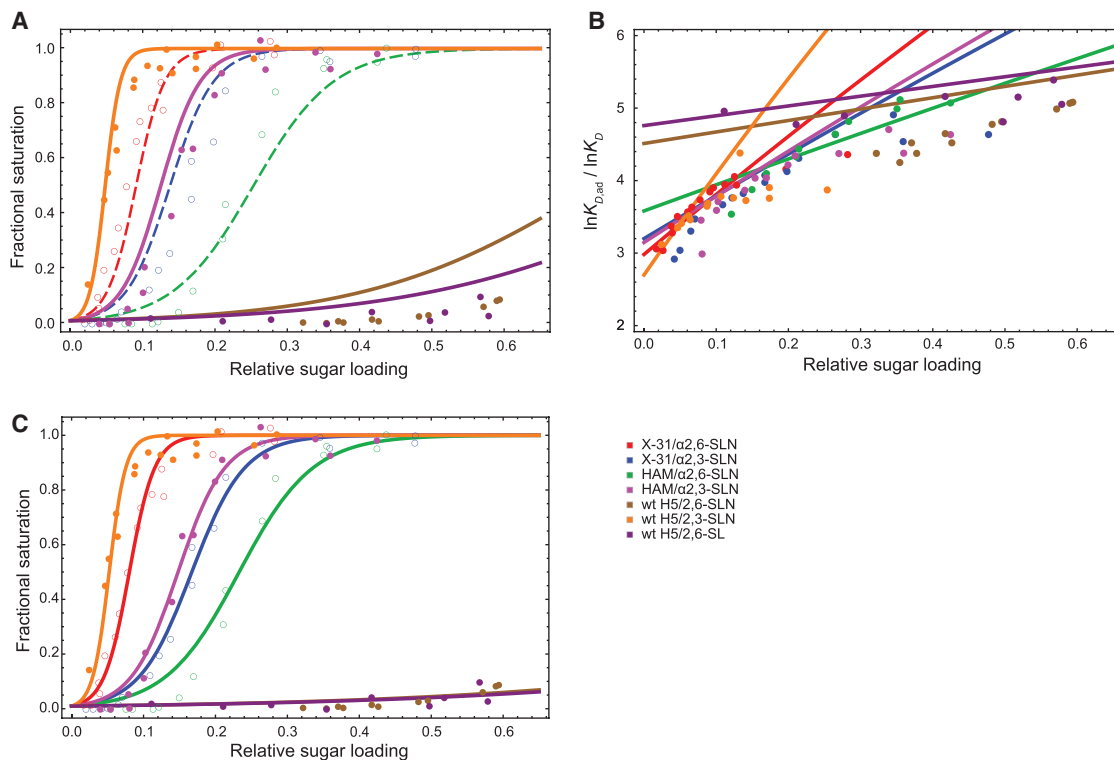 A
Fractional saturation
1.0
0.8
0.6
0.4
0.2
0.0
0.0 0.1 0.2 0.3 0.4 0.5 0.6
Relative sugar loading
B
lnK_D,ad / lnK_D
6
5
4
3
2
0.0 0.1 0.2 0.3 0.4 0.5 0.6
Relative sugar loading
C
Fractional saturation
1.0
0.8
0.6
0.4
0.2
0.0
0.0 0.1 0.2 0.3 0.4 0.5 0.6
Relative sugar loading
X-31/α2,6-SLN
X-31/α2,3-SLN
HAM/α2,6-SLN
HAM/α2,3-SLN
wt H5/2,6-SLN
wt H5/2,3-SLN
wt H5/2,6-SL